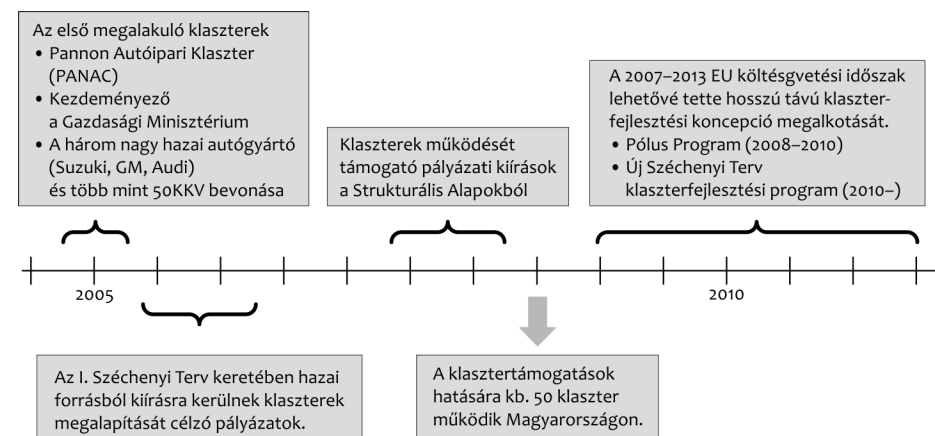 Az első megalakuló klaszterek
• Pannon Autóipari Klaszter
(PANAC)
• Kezdeményező
a Gazdasági Minisztérium
• A három nagy hazai autógyártó
(Suzuki, GM, Audi)
és több mint 50KKV bevonása
Klaszterek működését
támogató pályázati kiírások
a Strukturális Alapokból
A 2007–2013 EU költésgvetési időszak
lehetővé tette hosszú távú klaszter-
fejlesztési koncepció megalkotását.
• Pólus Program (2008–2010)
• Új Széchenyi Terv
klaszterfejlesztési program (2010–)
2005
2010
Az I. Széchenyi Terv keretében hazai
forrásból kiírásra kerülnek klaszterek
megalapítását célzó pályázatok.
A klasztertámogatások
hatására kb. 50 klaszter
működik Magyarországon.